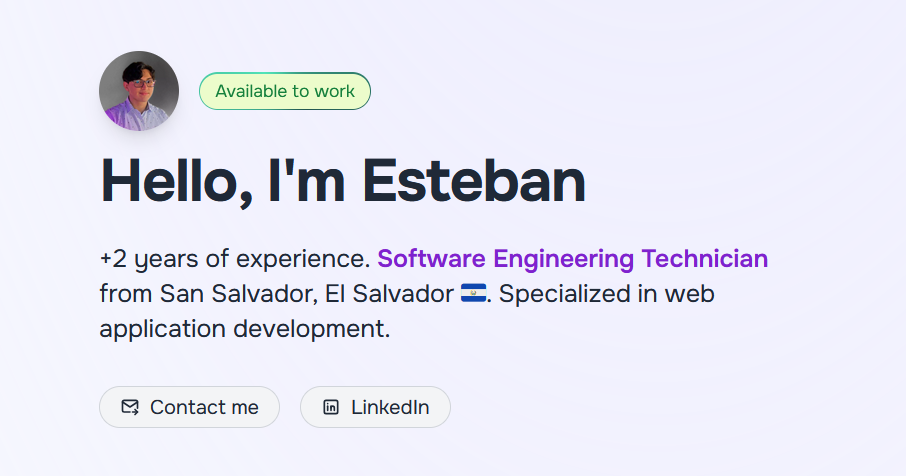 Available to work
Hello, I'm Esteban
+2 years of experience. Software Engineering Technician
from San Salvador, El Salvador 🇸🇻. Specialized in web
application development.
Contact me
LinkedIn